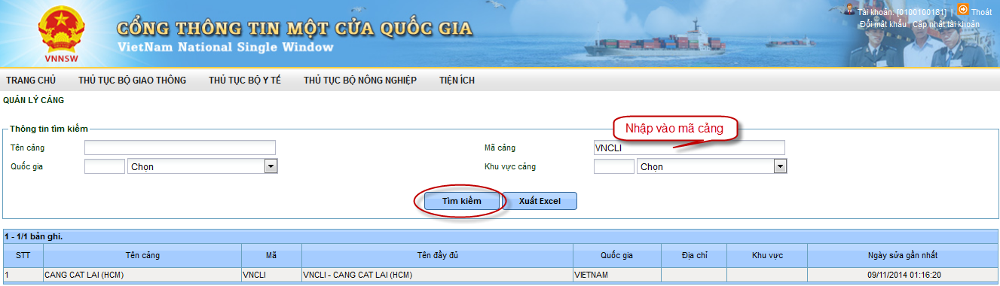 VNNSW
CỔNG THÔNG TIN MỘT CỬA QUỐC GIA
VietNam National Single Window
Tài khoản: [0100100181] | Thoát
Đổi mật khẩu Cập nhật tài khoản
TRANG CHỦ THỦ TỤC BỘ GIAO THÔNG THỦ TỤC BỘ Y TẾ THỦ TỤC BỘ NÔNG NGHIỆP TIỆN ÍCH
QUẢN LÝ CẢNG
Thông tin tìm kiếm
Nhập vào mã cảng
Tên cảng Mã cảng VNCLI
Quốc gia Chọn Khu vực cảng Chọn
Tìm kiếm Xuất Excel
1 - 1/1 bản ghi.
STT Tên cảng Mã Tên đầy đủ Quốc gia Địa chỉ Khu vực Ngày sửa gần nhất
1 CANG CAT LAI (HCM) VNCLI VNCLI - CANG CAT LAI (HCM) VIETNAM 09/11/2014 01:16:20